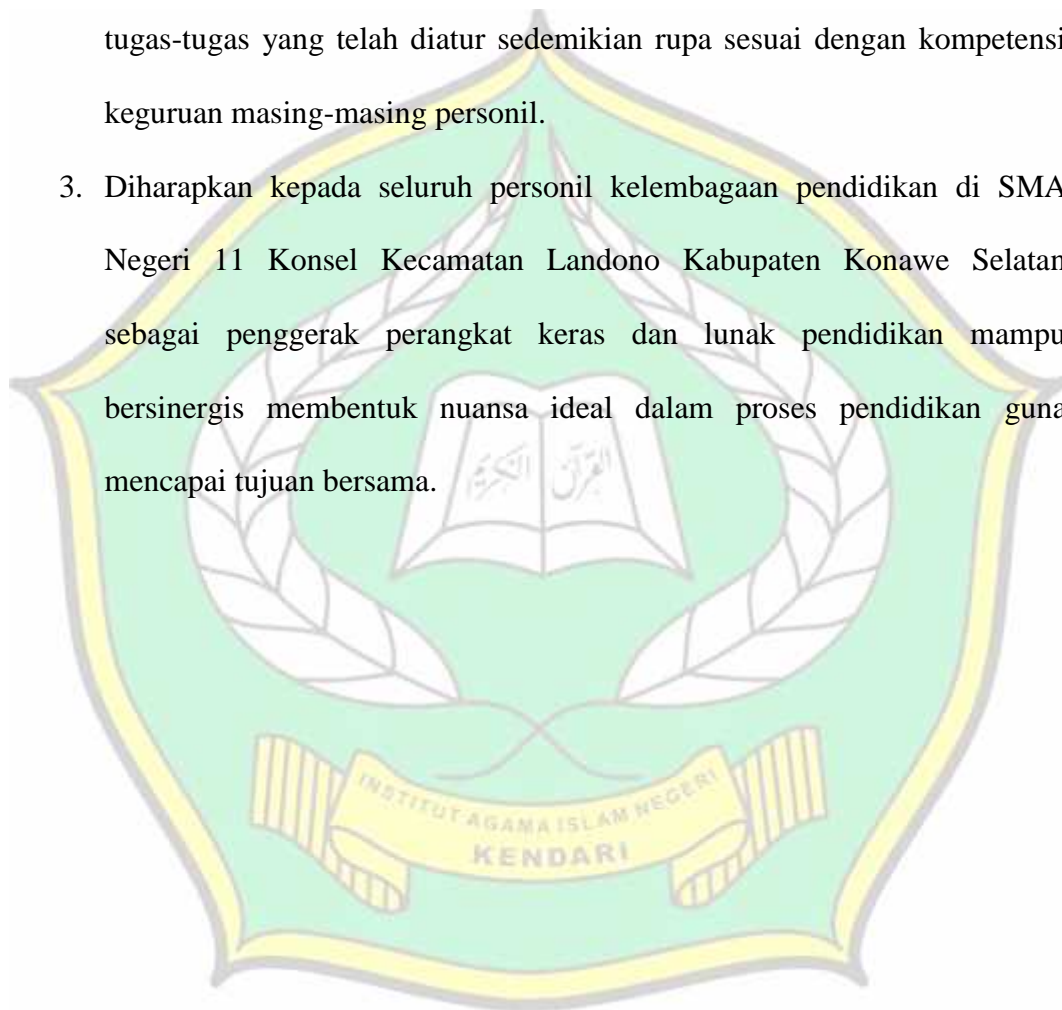 tugas-tugas yang telah diatur sedemikian rupa sesuai dengan kompetensi
keguruan masing-masing personil.
3. Diharapkan kepada seluruh personil kelembagaan pendidikan di SMA
Negeri 11 Konsel Kecamatan Landono Kabupaten Konawe Selatan
sebagai penggerak perangkat keras dan lunak pendidikan mampu
bersinergis membentuk nuansa ideal dalam proses pendidikan guna
mencapai tujuan bersama.
القرآن الكريم
INSTITUT AGAMA ISLAM NEGERI
KENDARI